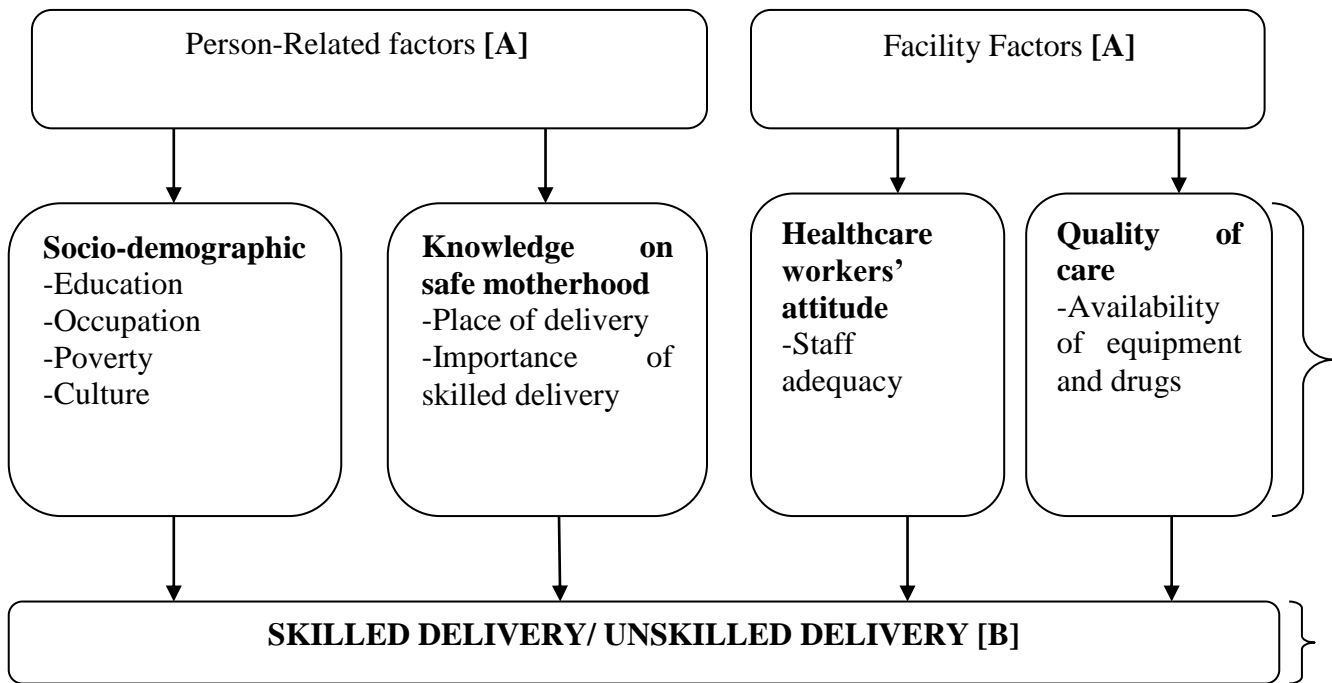 Person-Related factors [A]
Facility Factors [A]
Socio-demographic
-Education
-Occupation
-Poverty
-Culture
Knowledge on
safe motherhood
-Place of delivery
-Importance of
skilled delivery
Healthcare
workers’
attitude
-Staff
adequacy
Quality of
care
-Availability
of equipment
and drugs
SKILLED DELIVERY/ UNSKILLED DELIVERY [B]